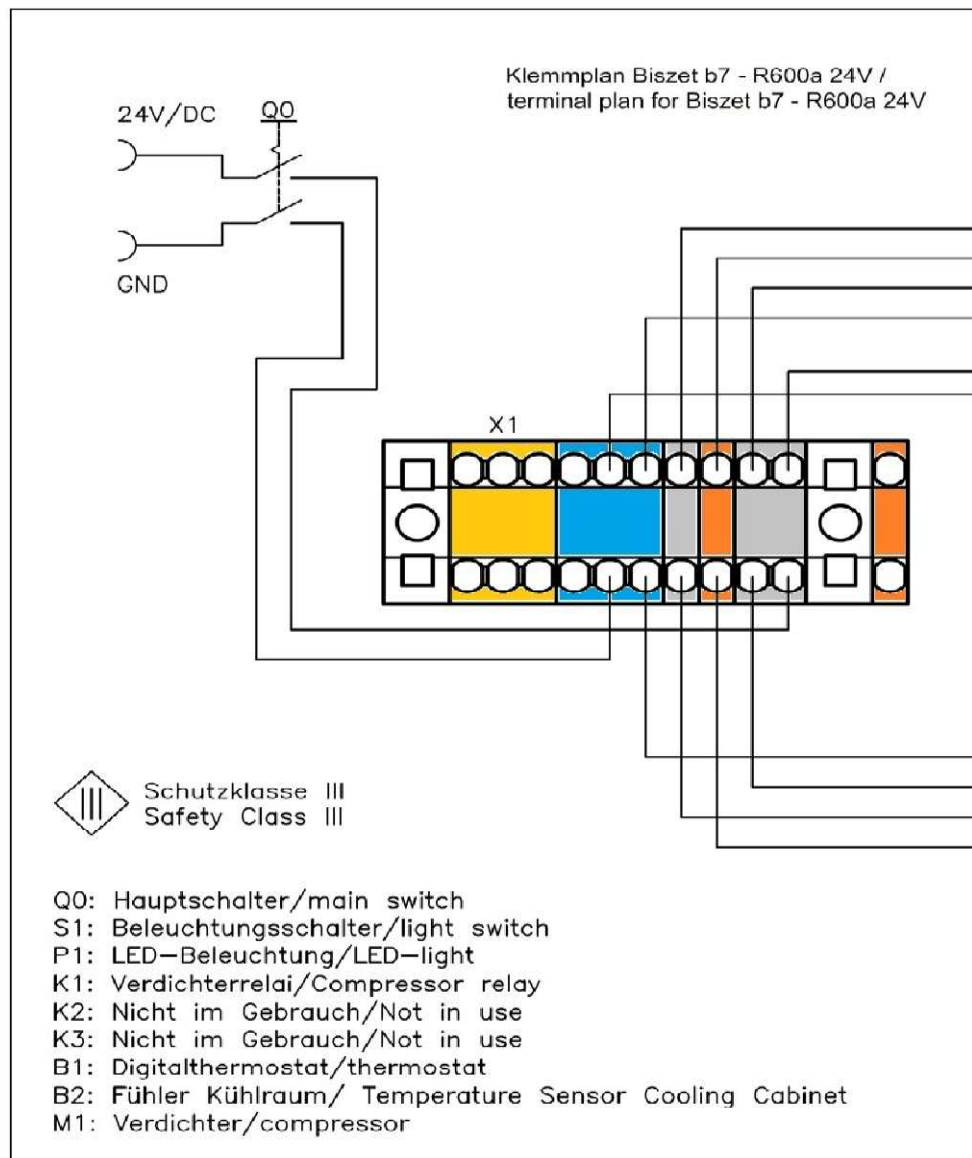 Klemmplan Biszet b7 - R600a 24V /
terminal plan for Biszet b7 - R600a 24V
24V/DC
Q0
GND
X1
III
Schutzklasse III
Safety Class III
Q0: Hauptschalter/main switch
S1: Beleuchtungsschalter/light switch
P1: LED-Beleuchtung/LED-light
K1: Verdichterrelai/Compressor relay
K2: Nicht im Gebrauch/Not in use
K3: Nicht im Gebrauch/Not in use
B1: Digitalthermostat/thermostat
B2: Fühler Kühlraum/ Temperature Sensor Cooling Cabinet
M1: Verdichter/compressor